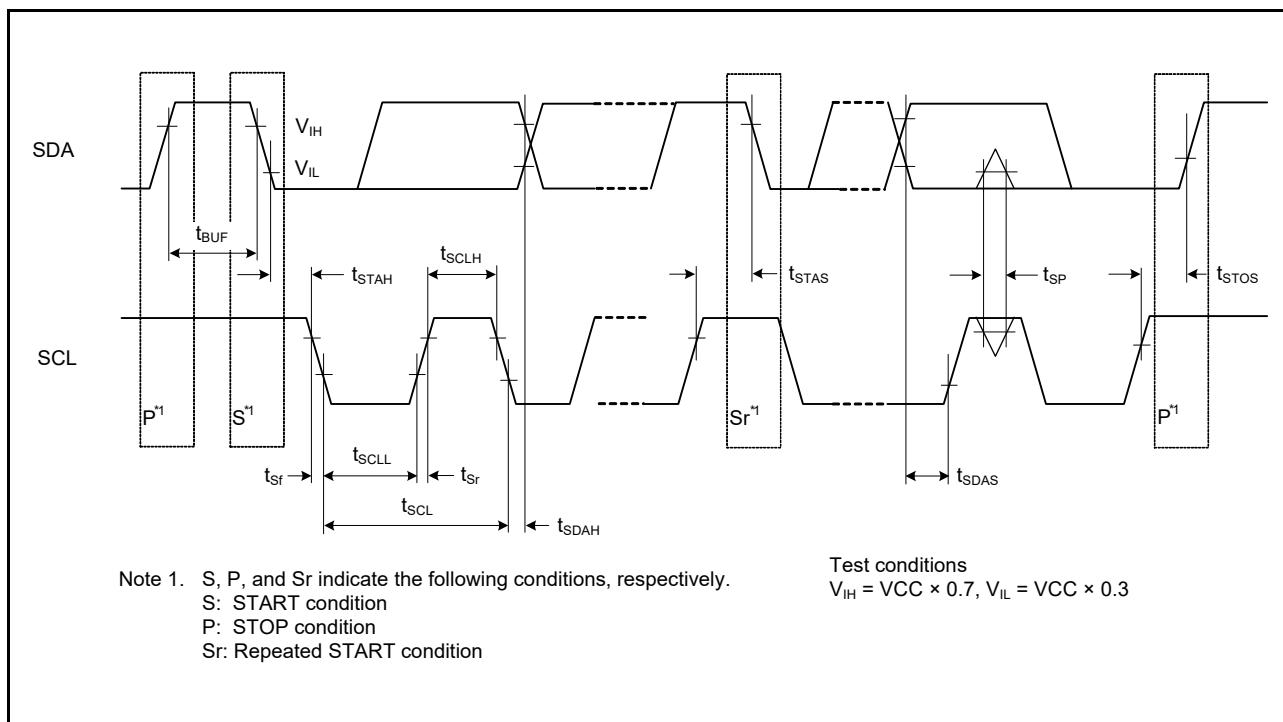 SDA
V_IH
V_IL
t_BUF
t_STAH
t_SCLH
t_STAS
t_SP
t_STOS
SCL
P*1
S*1
Sr*1
P*1
t_Sf
t_SCLL
t_Sr
t_SDAS
t_SCL
t_SDAH
Note 1. S, P, and Sr indicate the following conditions, respectively.
S: START condition
P: STOP condition
Sr: Repeated START condition
Test conditions
V_IH = VCC × 0.7, V_IL = VCC × 0.3